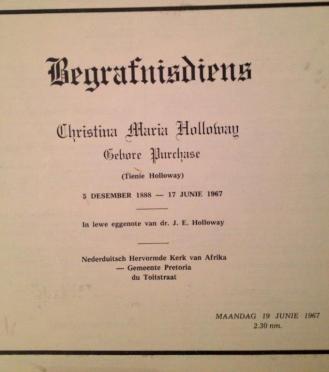 Begrafnisdiens
Christina Maria Holloway
Gebore Purchase
(Tienie Holloway)
5 DESEMBER 1888 — 17 JUNIE 1967
In lewe eggenote van dr. J. E. Holloway
Nederduitsch Hervormde Kerk van Afrika
— Gemeente Pretoria
du Toitstraat
MAANDAG 19 JUNIE 1967
2.30 nm.